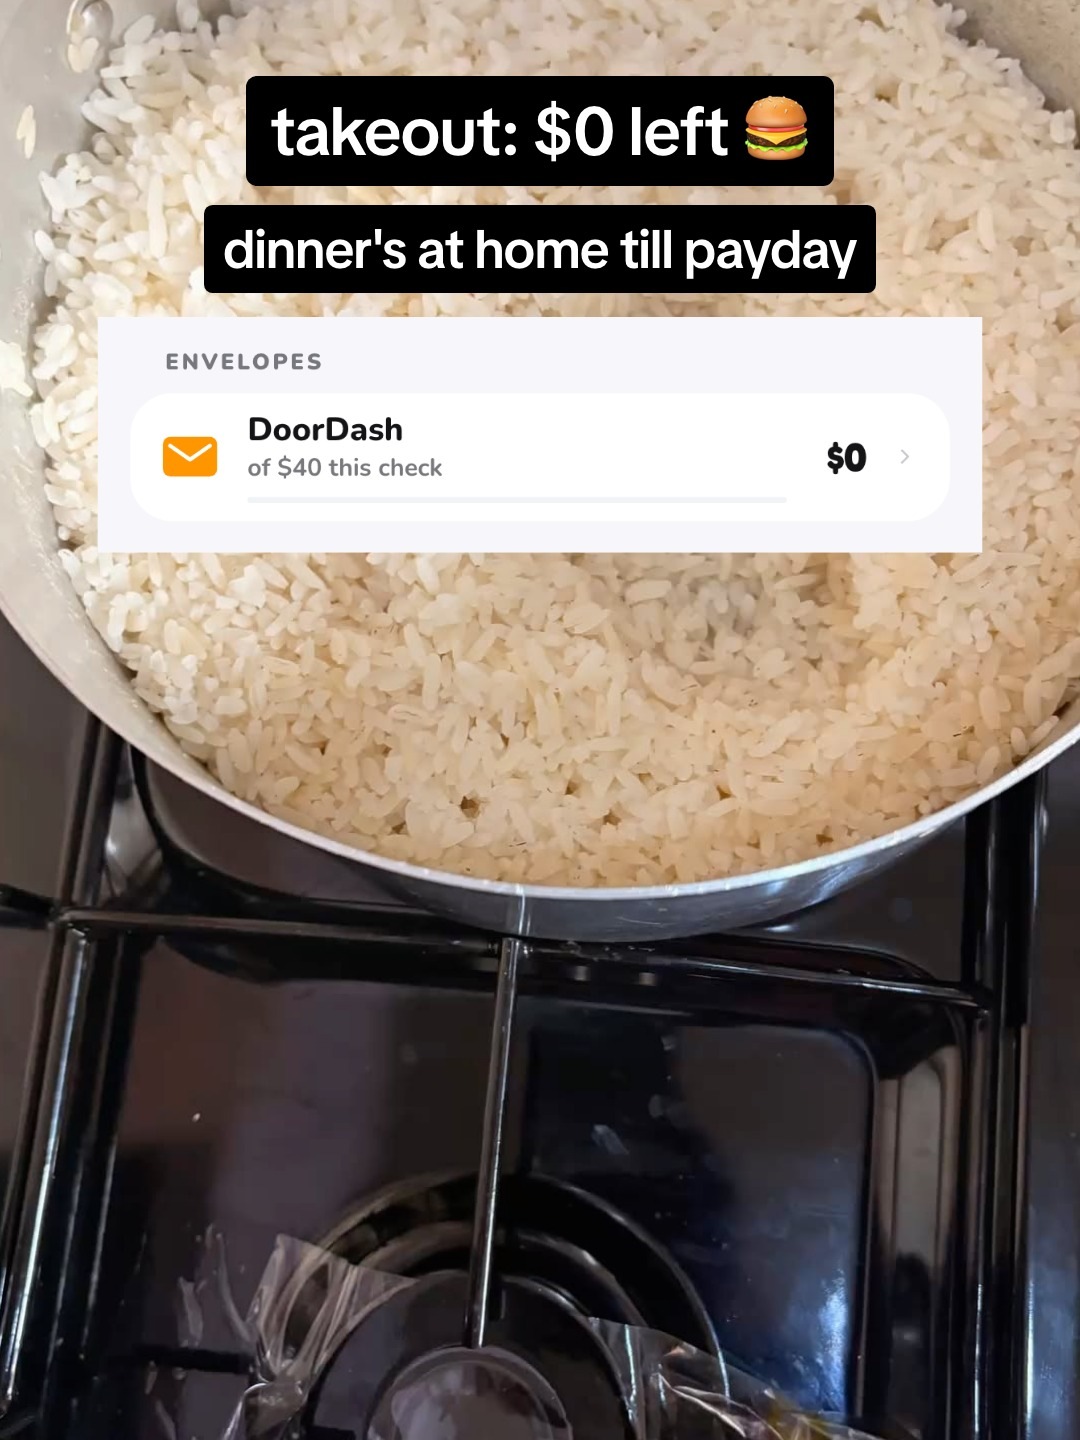 takeout: $0 left 🍔
dinner's at home till payday
ENVELOPES
DoorDash
of $40 this check
$0